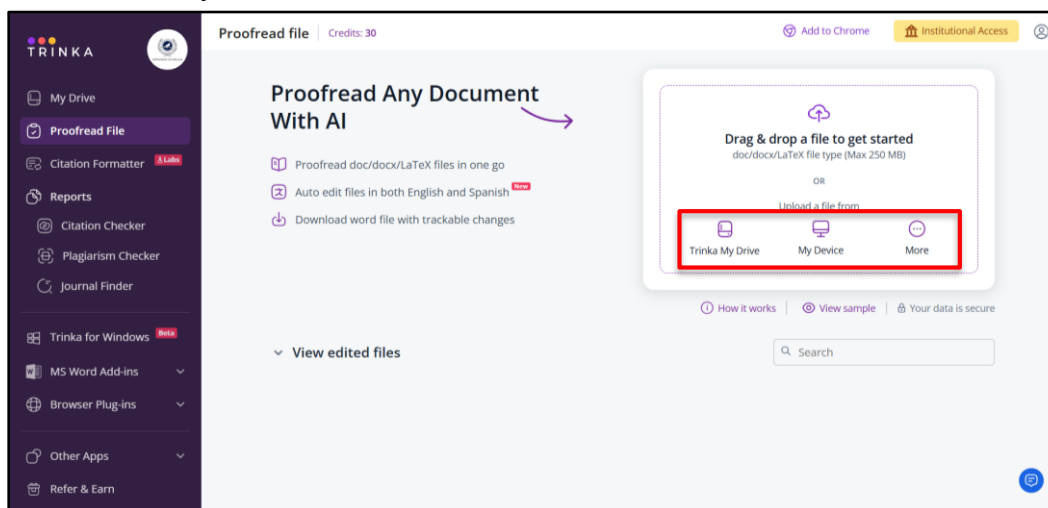 TRINKA
My Drive
Proofread File
Citation Formatter Labs
Reports
Citation Checker
Plagiarism Checker
Journal Finder
Trinka for Windows Beta
MS Word Add-ins
Browser Plug-ins
Other Apps
Refer & Earn
Proofread file Credits: 30
Add to Chrome
Institutional Access
Proofread Any Document
With AI
Proofread doc/docx/LaTeX files in one go
Auto edit files in both English and Spanish New
Download word file with trackable changes
Drag & drop a file to get started
doc/docx/LaTeX file type (Max 250 MB)
OR
Upload a file from
Trinka My Drive My Device More
How it works View sample Your data is secure
View edited files
Search